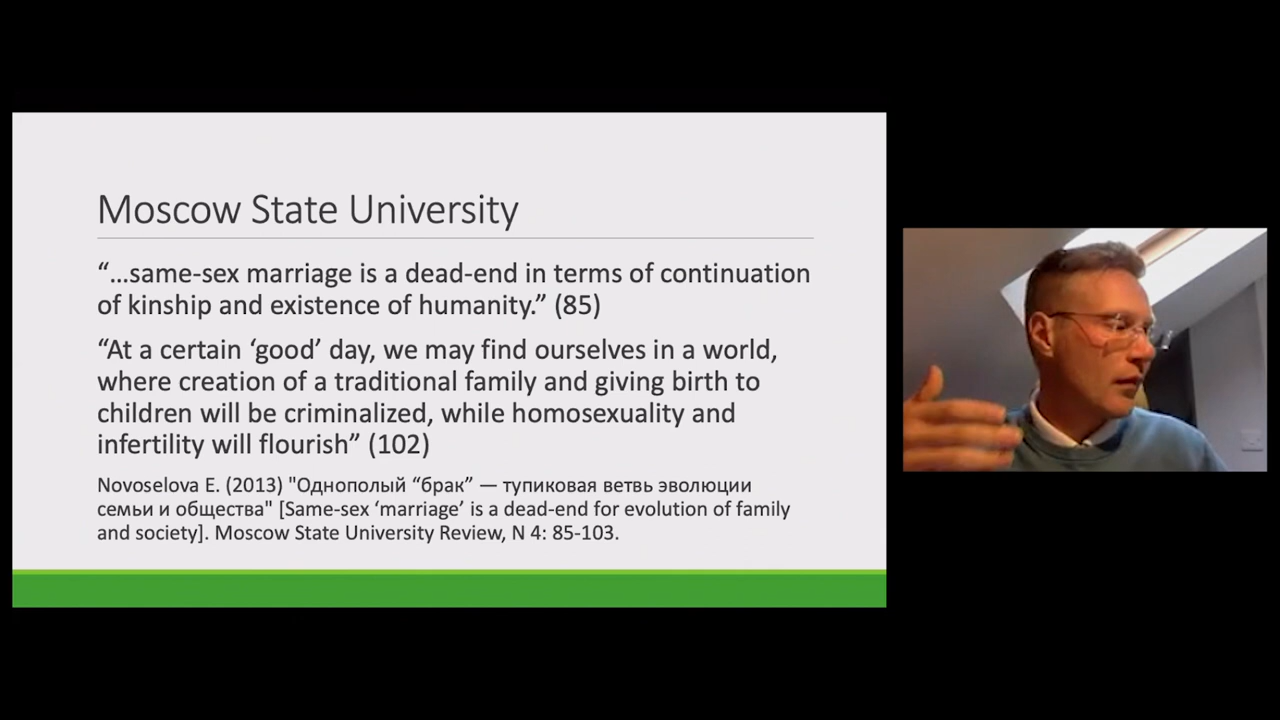 Moscow State University
“...same-sex marriage is a dead-end in terms of continuation
of kinship and existence of humanity.” (85)
“At a certain ‘good’ day, we may find ourselves in a world,
where creation of a traditional family and giving birth to
children will be criminalized, while homosexuality and
infertility will flourish” (102)
Novoselova E. (2013) "Однополый “брак” — тупиковая ветвь эволюции
семьи и общества" [Same-sex ‘marriage’ is a dead-end for evolution of family
and society]. Moscow State University Review, N 4: 85-103.